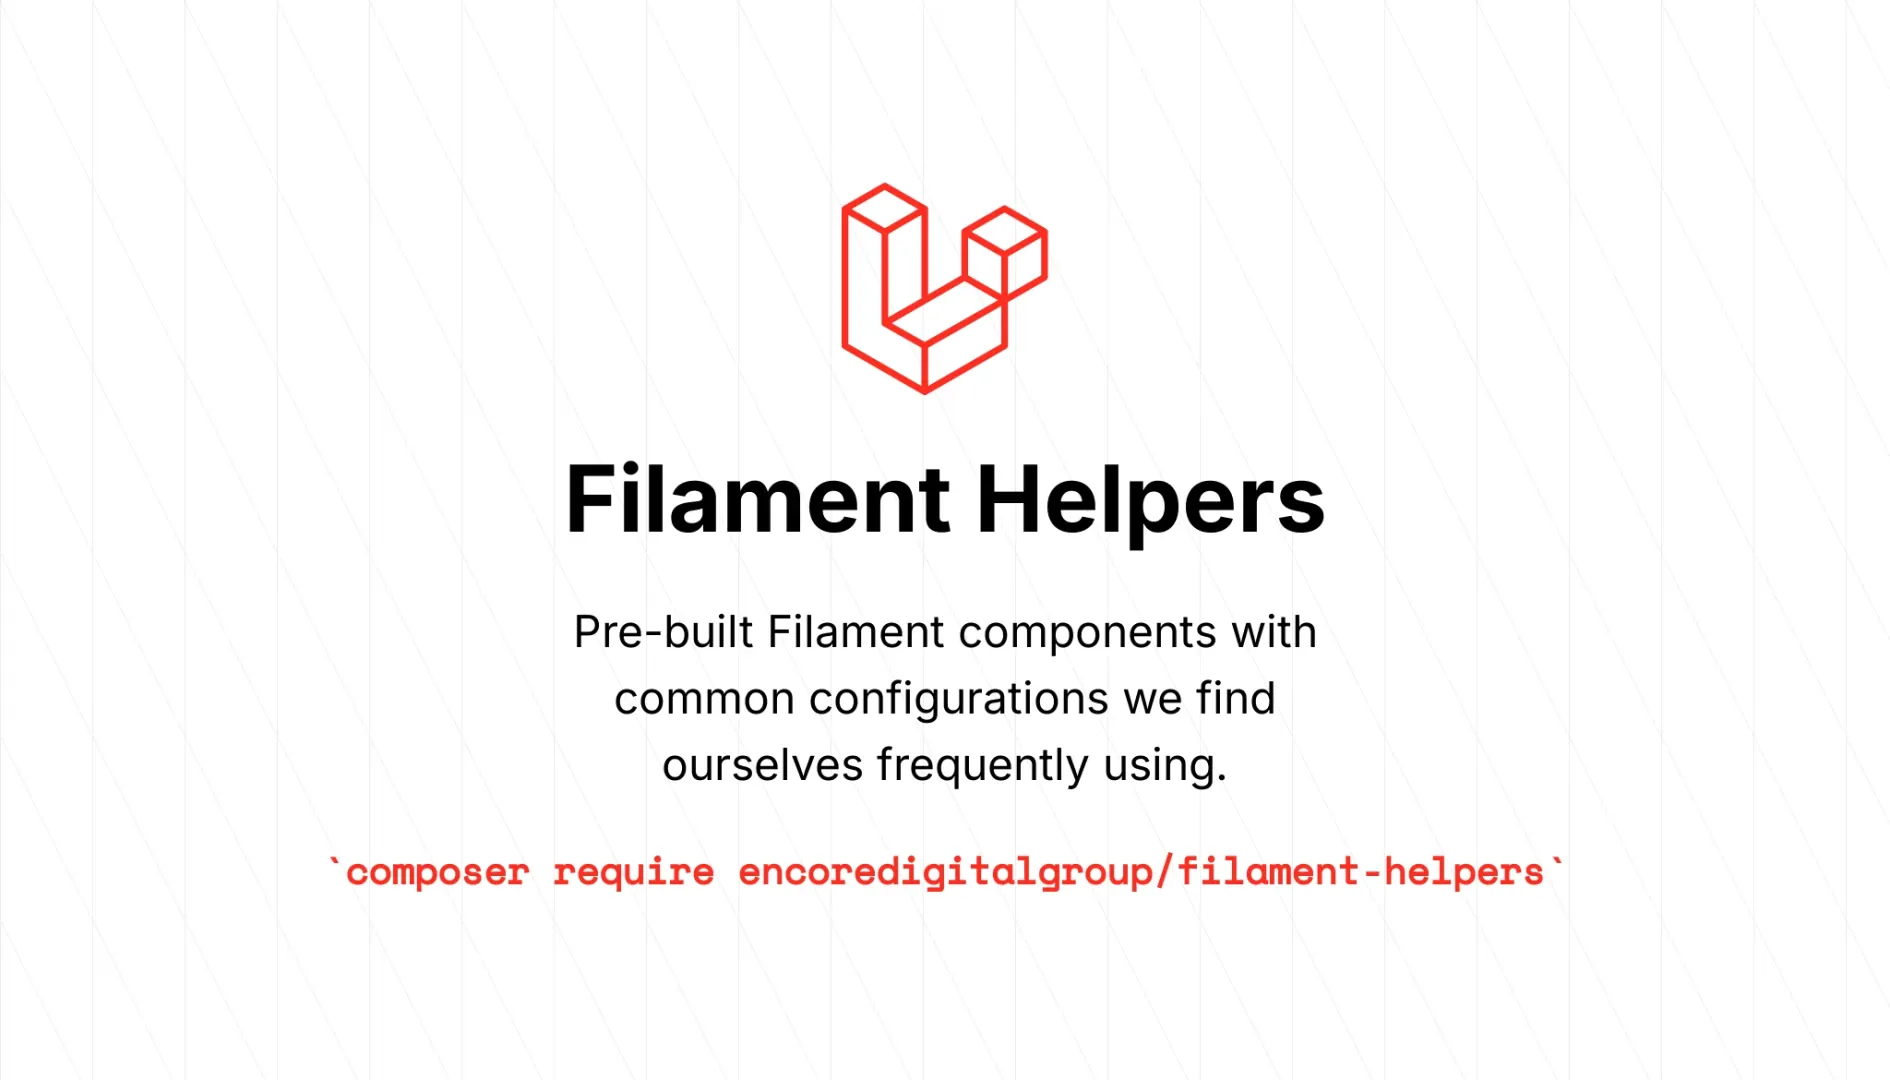 Filament Helpers
Pre-built Filament components with
common configurations we find
ourselves frequently using.
`composer require encoredigitalgroup/filament-helpers`